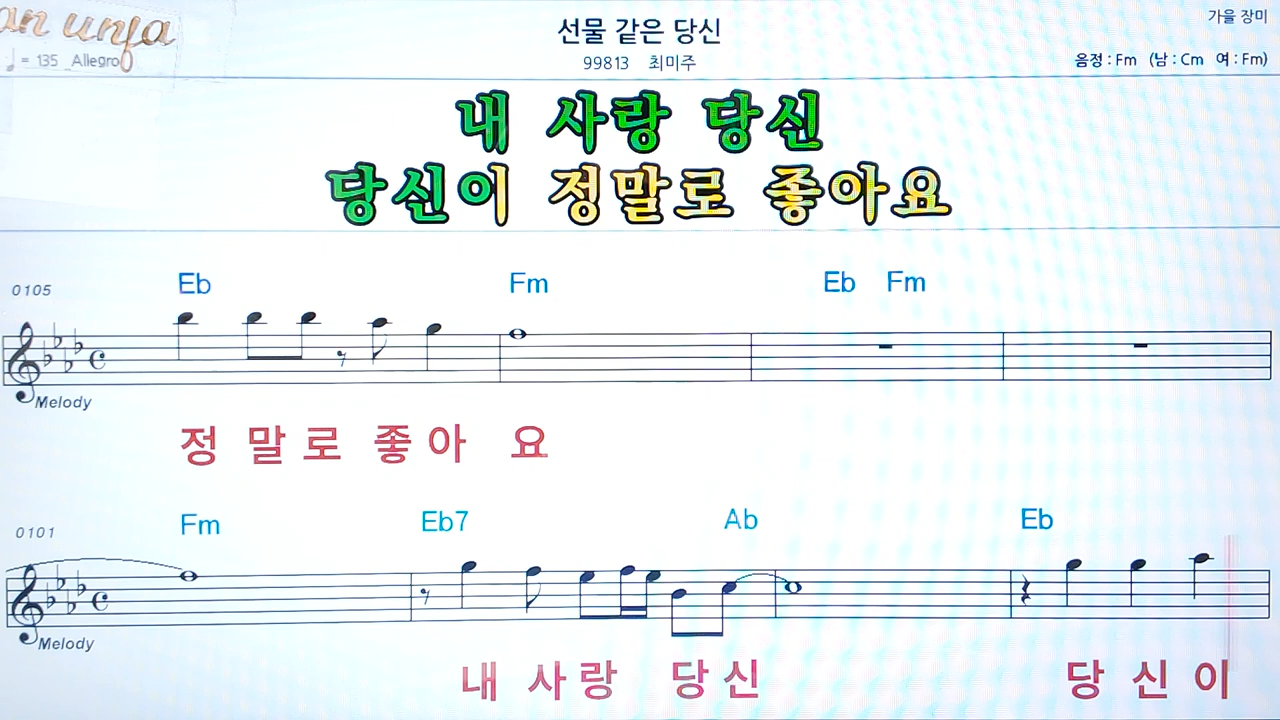 가을 장미
선물 같은 당신
♩ = 135 Allegro
99813 최미주
음정 : Fm (남 : Cm 여 : Fm)
내 사랑 당신
당신이 정말로 좋아요
0105 Eb Fm Eb Fm
Melody
정 말 로 좋 아 요
0101 Fm Eb7 Ab Eb
Melody
내 사 랑 당 신 당 신 이